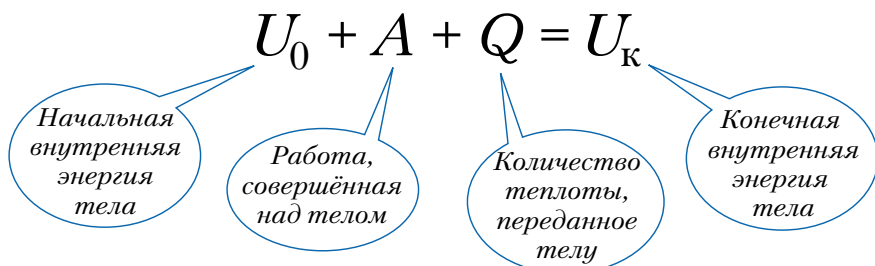 U₀ + A + Q = Uк
Начальная
внутренняя
энергия
тела
Работа,
совершённая
над телом
Количество
теплоты,
переданное
телу
Конечная
внутренняя
энергия
тела